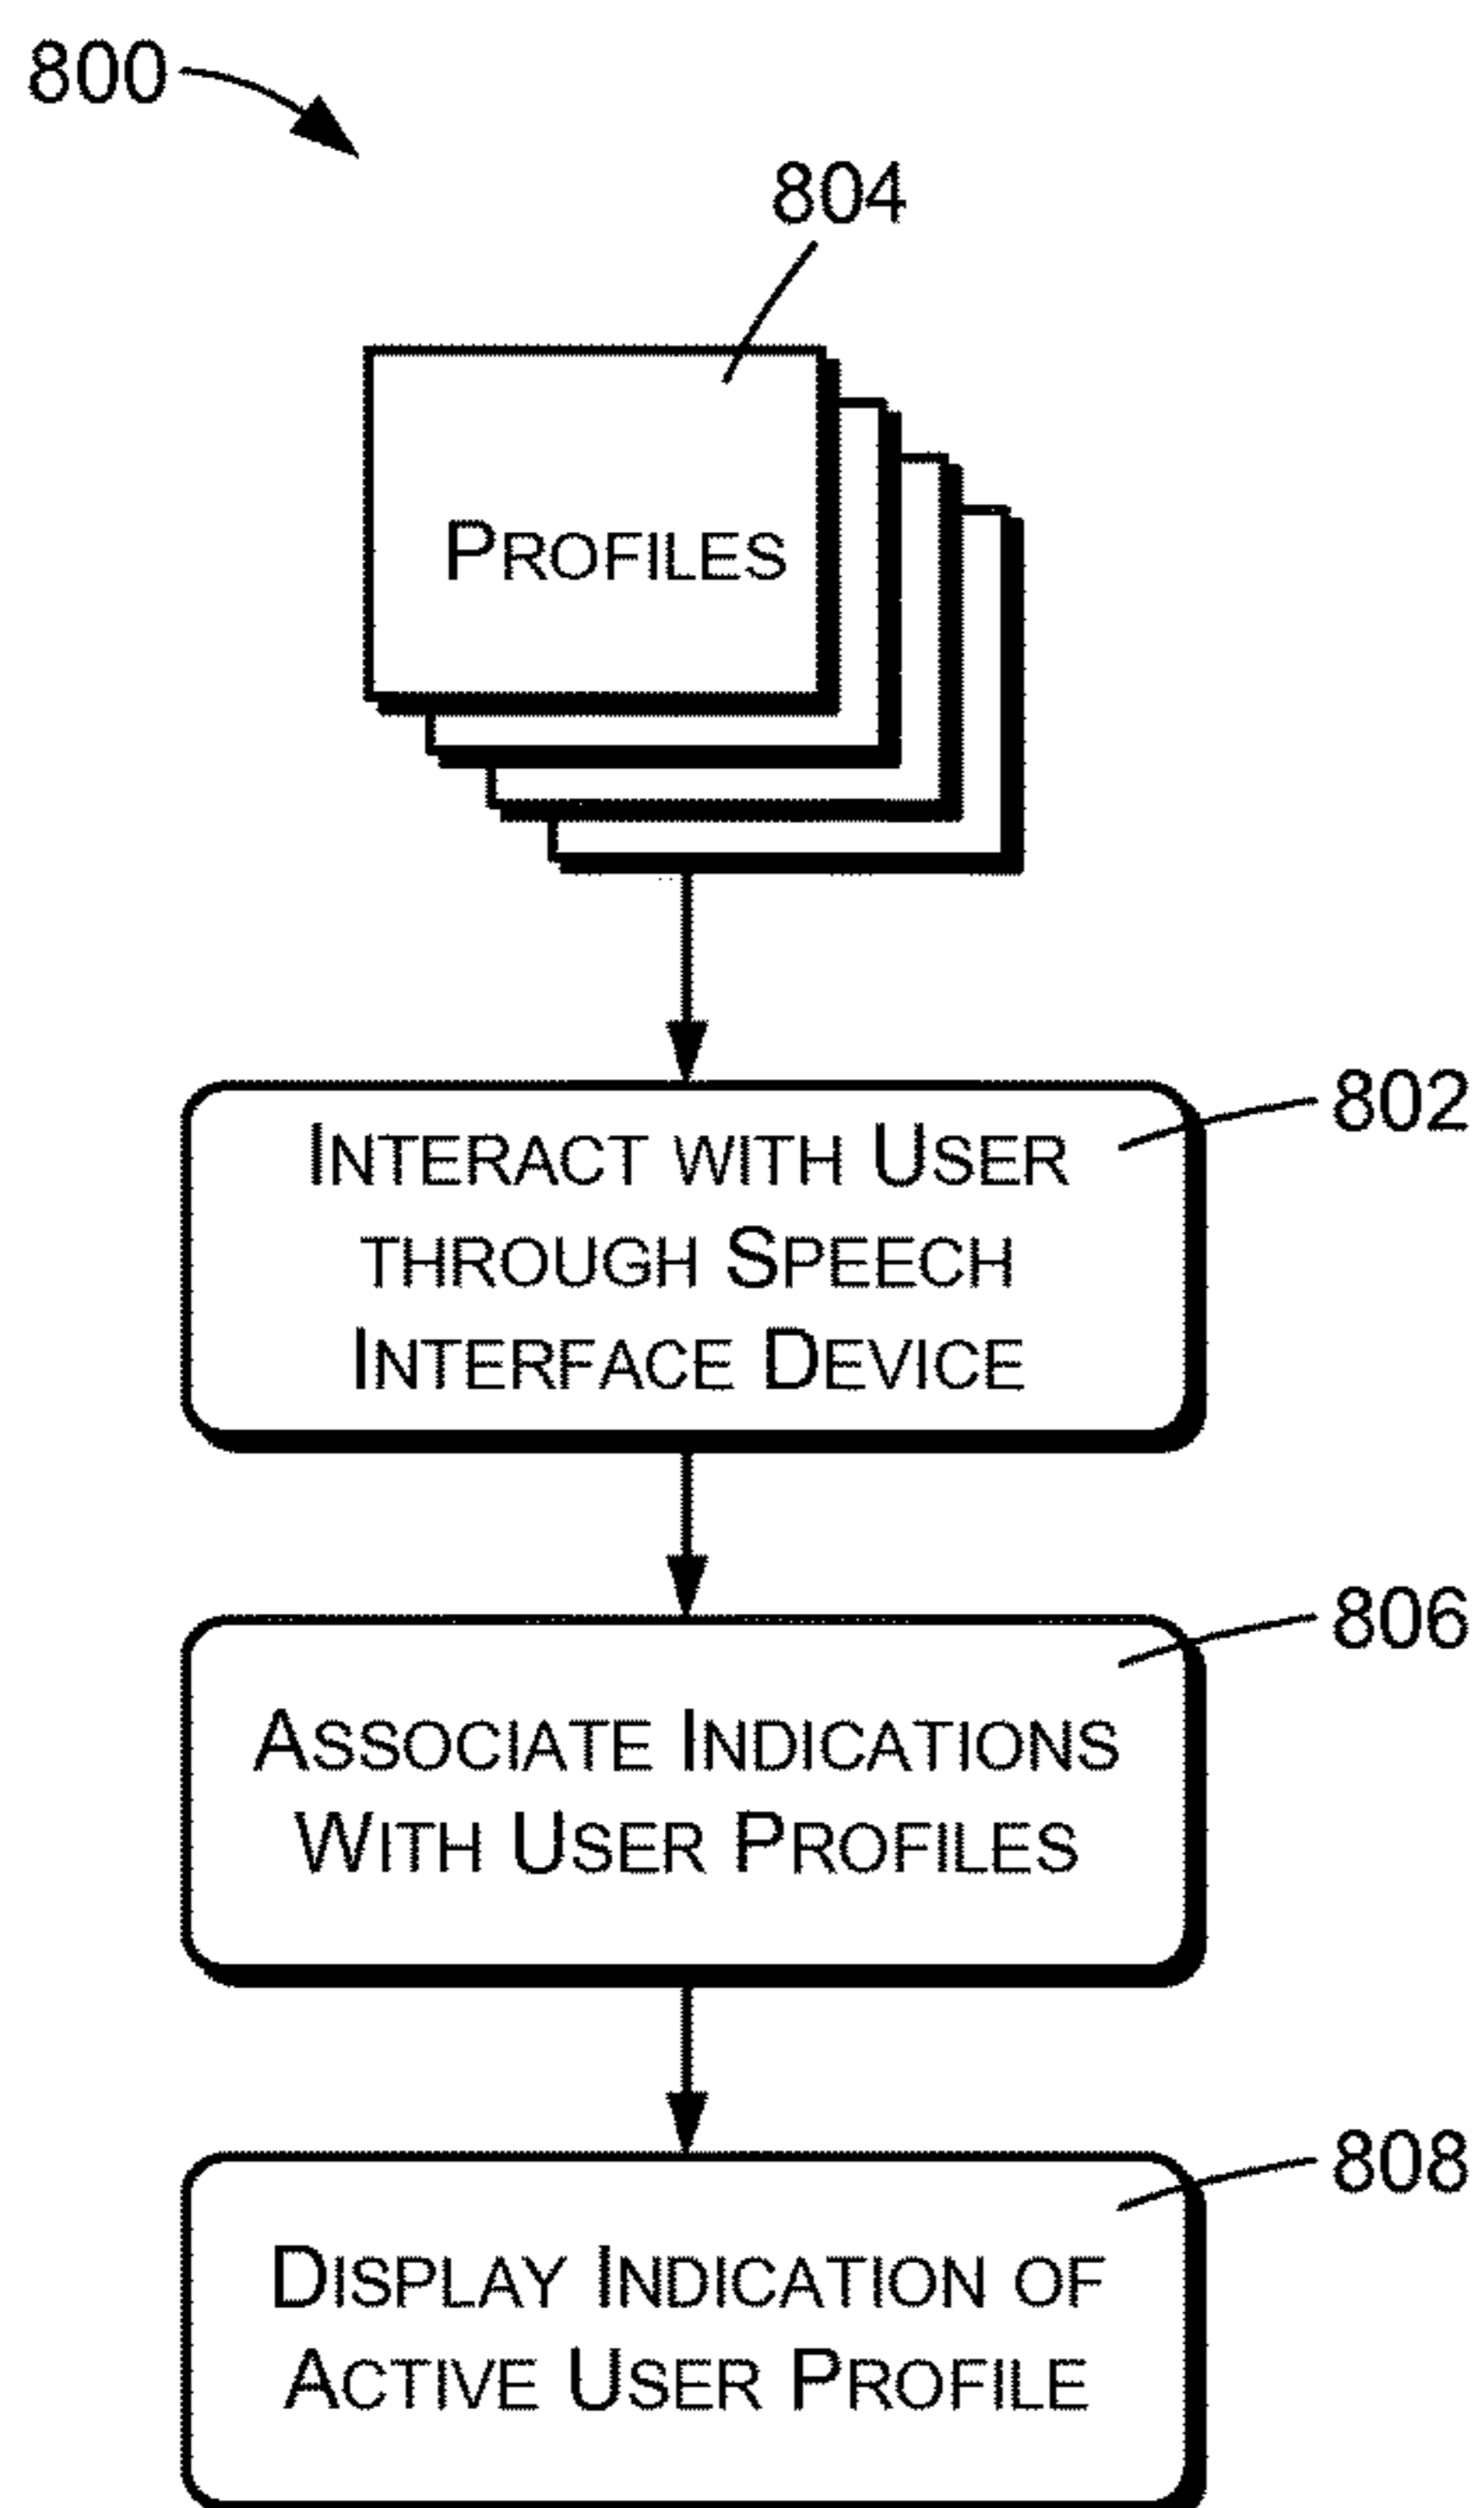 800
804
PROFILES
802
INTERACT WITH USER
THROUGH SPEECH
INTERFACE DEVICE
806
ASSOCIATE INDICATIONS
WITH USER PROFILES
808
DISPLAY INDICATION OF
ACTIVE USER PROFILE